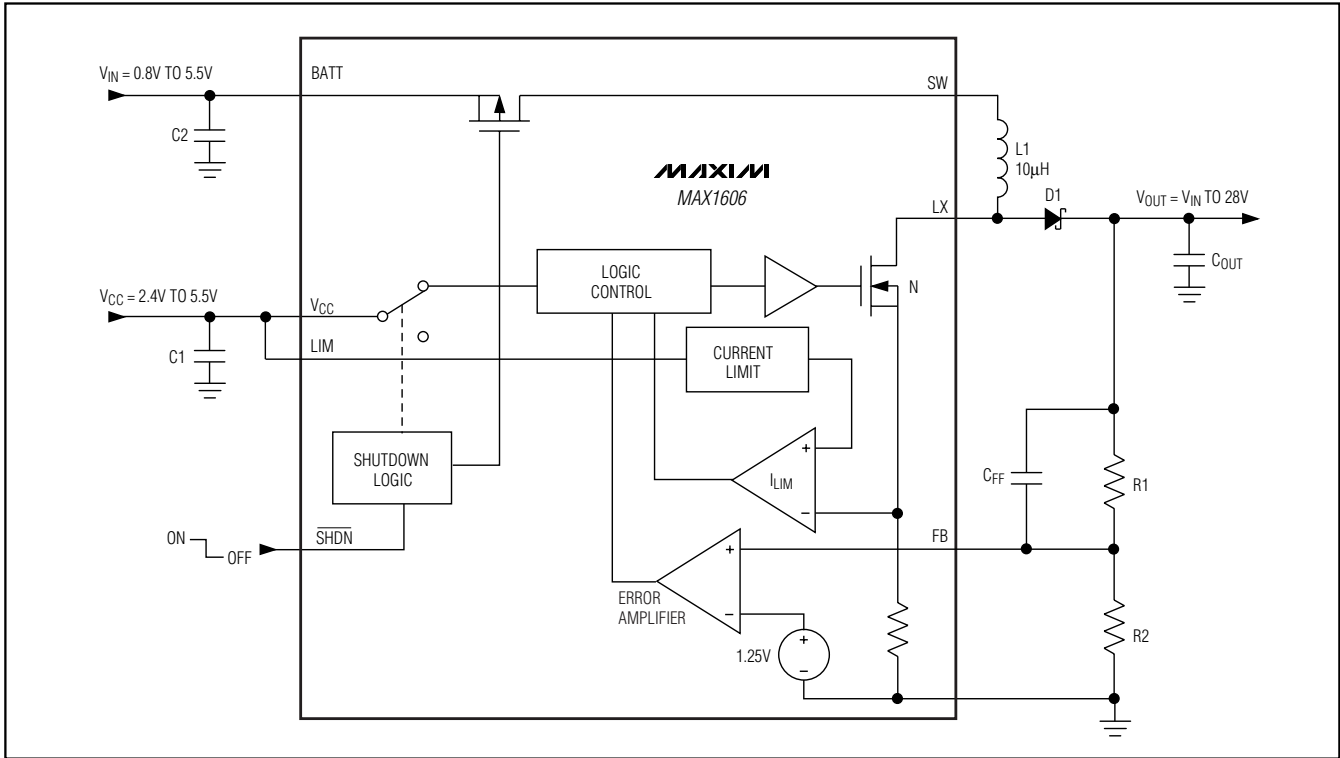 V_IN = 0.8V TO 5.5V
BATT
SW
C2
L1
10µH
MAXIM
MAX1606
LX
D1
V_OUT = V_IN TO 28V
C_OUT
LOGIC
CONTROL
N
V_CC = 2.4V TO 5.5V
V_CC
LIM
C1
CURRENT
LIMIT
SHUTDOWN
LOGIC
+
I_LIM
−
C_FF
R1
ON
OFF
S̅H̅D̅N̅
FB
+
ERROR
AMPLIFIER
−
1.25V
+
−
R2